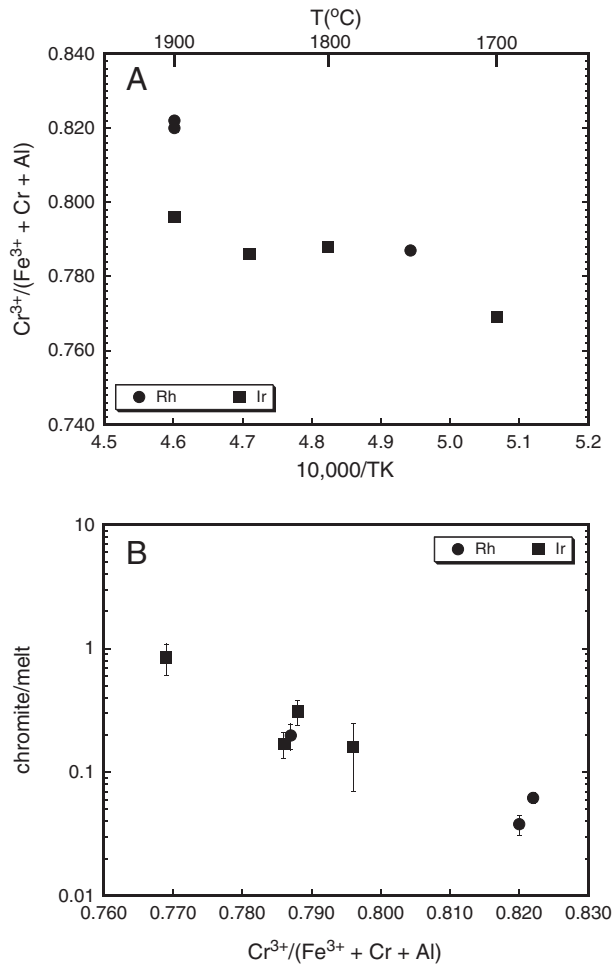 T(°C)
1900 1800 1700
0.840
A
0.820
0.800
0.780
0.760
0.740
Cr³⁺/(Fe³⁺ + Cr + Al)
Rh Ir
4.5 4.6 4.7 4.8 4.9 5.0 5.1 5.2
10,000/TK
10
B
Rh Ir
1
0.1
0.01
chromite/melt
0.760 0.770 0.780 0.790 0.800 0.810 0.820 0.830
Cr³⁺/(Fe³⁺ + Cr + Al)